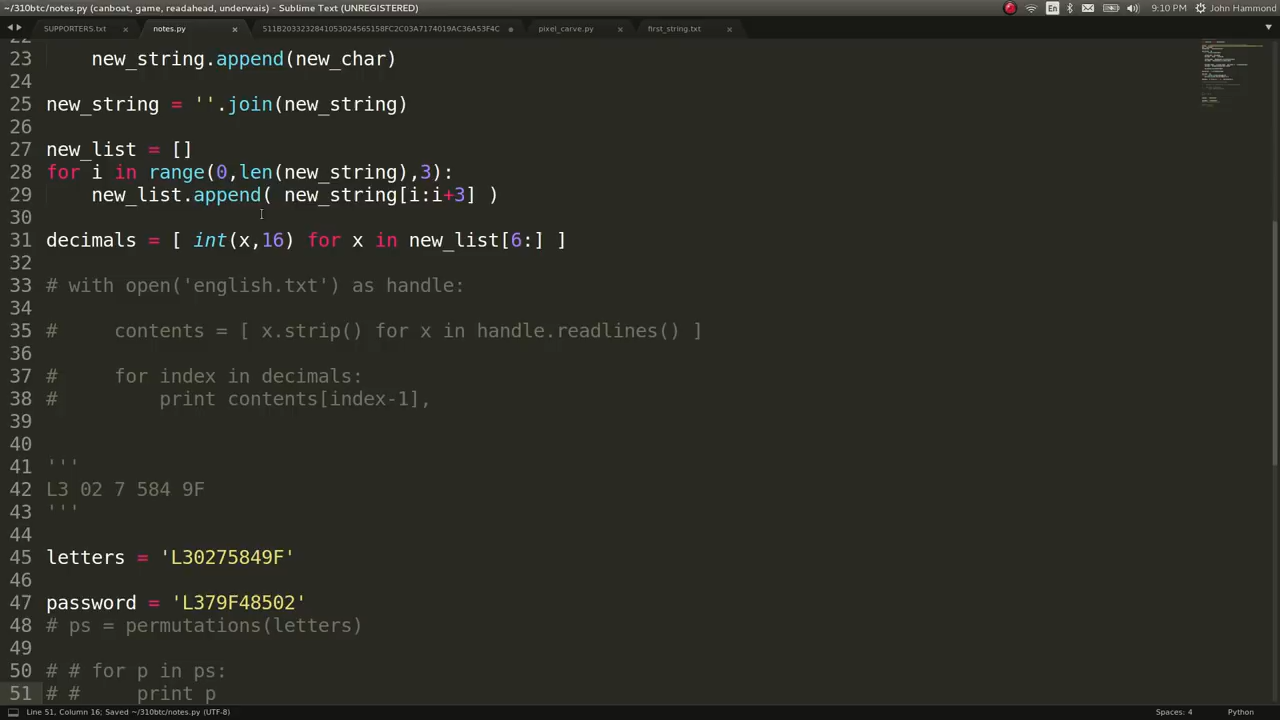 ~/310btc/notes.py (canboat, game, readahead, underwais) - Sublime Text (UNREGISTERED)
En
9:10 PM
John Hammond
SUPPORTERS.txt
notes.py
511B2033232841053024565158FC2C03A7174019AC36A53F4C
pixel_carve.py
first_string.txt
23 new_string.append(new_char)
24
25 new_string = ''.join(new_string)
26
27 new_list = []
28 for i in range(0,len(new_string),3):
29 new_list.append( new_string[i:i+3] )
30
31 decimals = [ int(x,16) for x in new_list[6:] ]
32
33 # with open('english.txt') as handle:
34
35 # contents = [ x.strip() for x in handle.readlines() ]
36
37 # for index in decimals:
38 # print contents[index-1],
39
40
41 '''
42 L3 02 7 584 9F
43 '''
44
45 letters = 'L30275849F'
46
47 password = 'L379F48502'
48 # ps = permutations(letters)
49
50 # # for p in ps:
51 # # print p
Line 51, Column 16; Saved ~/310btc/notes.py (UTF-8)
Spaces: 4
Python